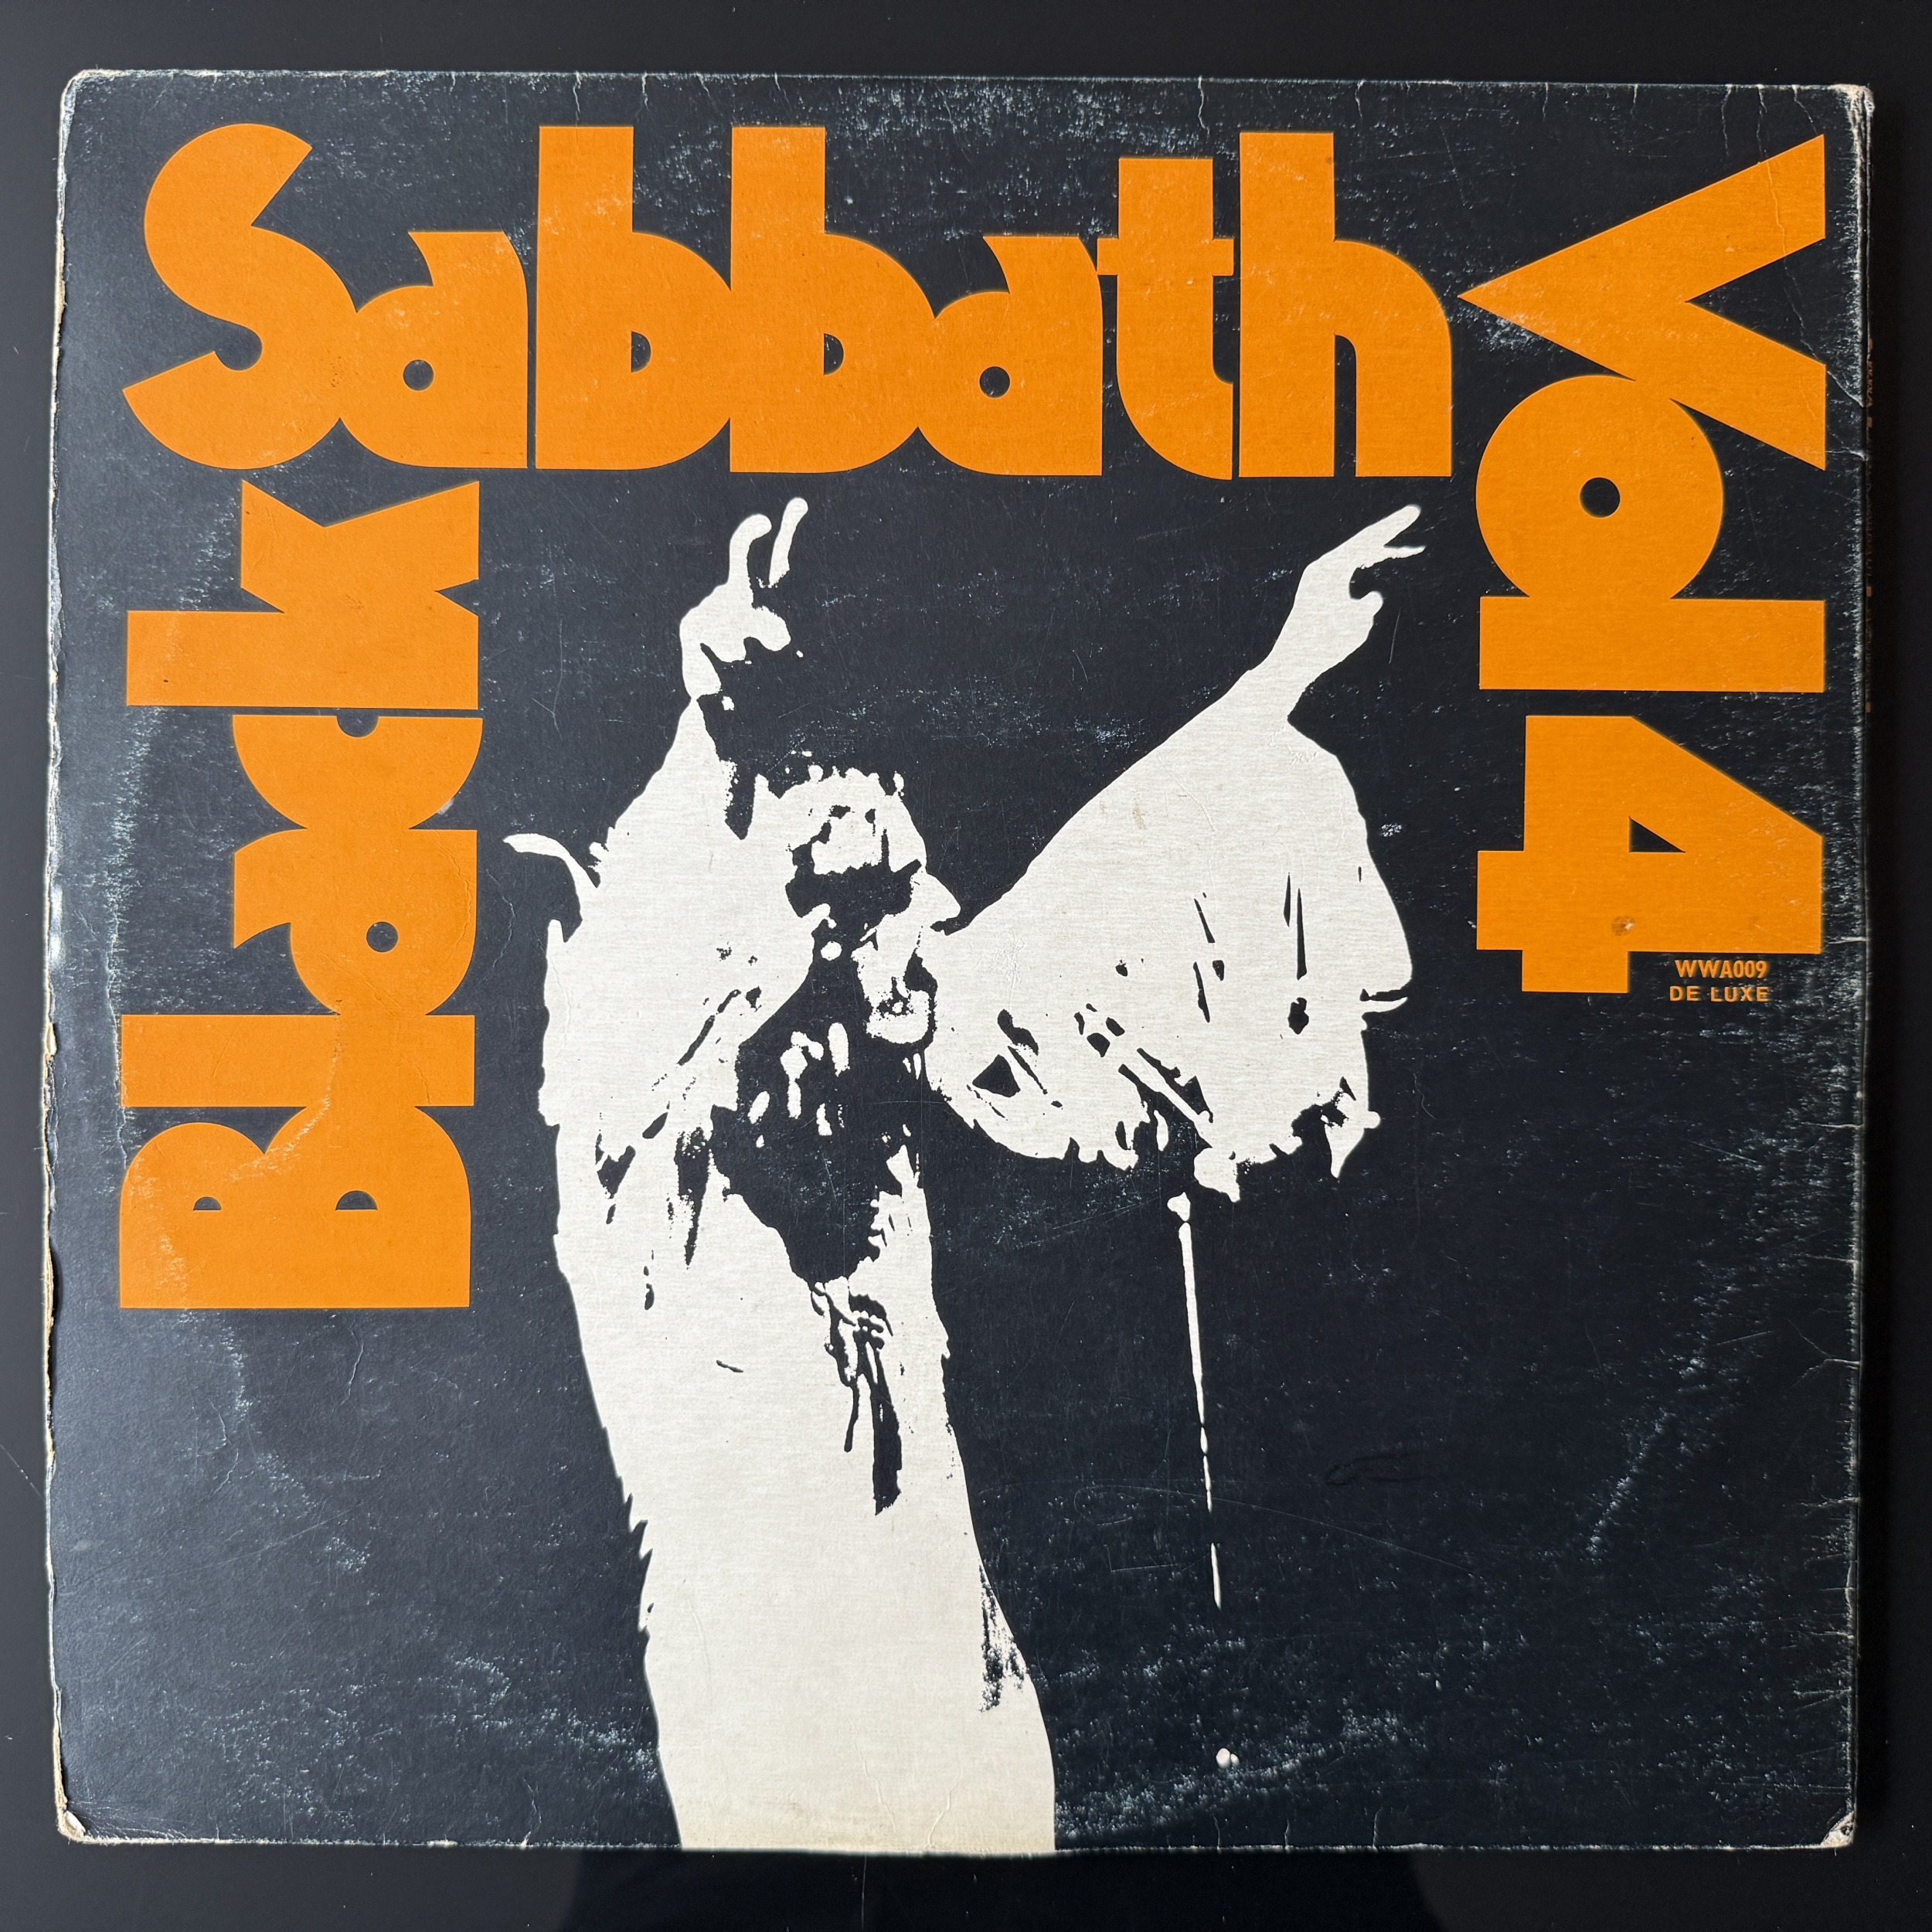 Black
Sabbath
Vol 4
WWA009
DE LUXE